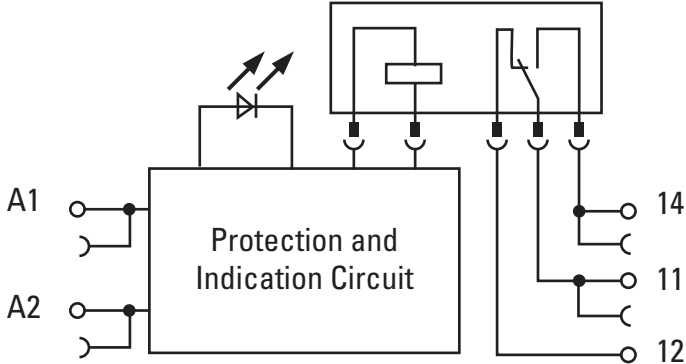 A1
A2
Protection and
Indication Circuit
14
11
12